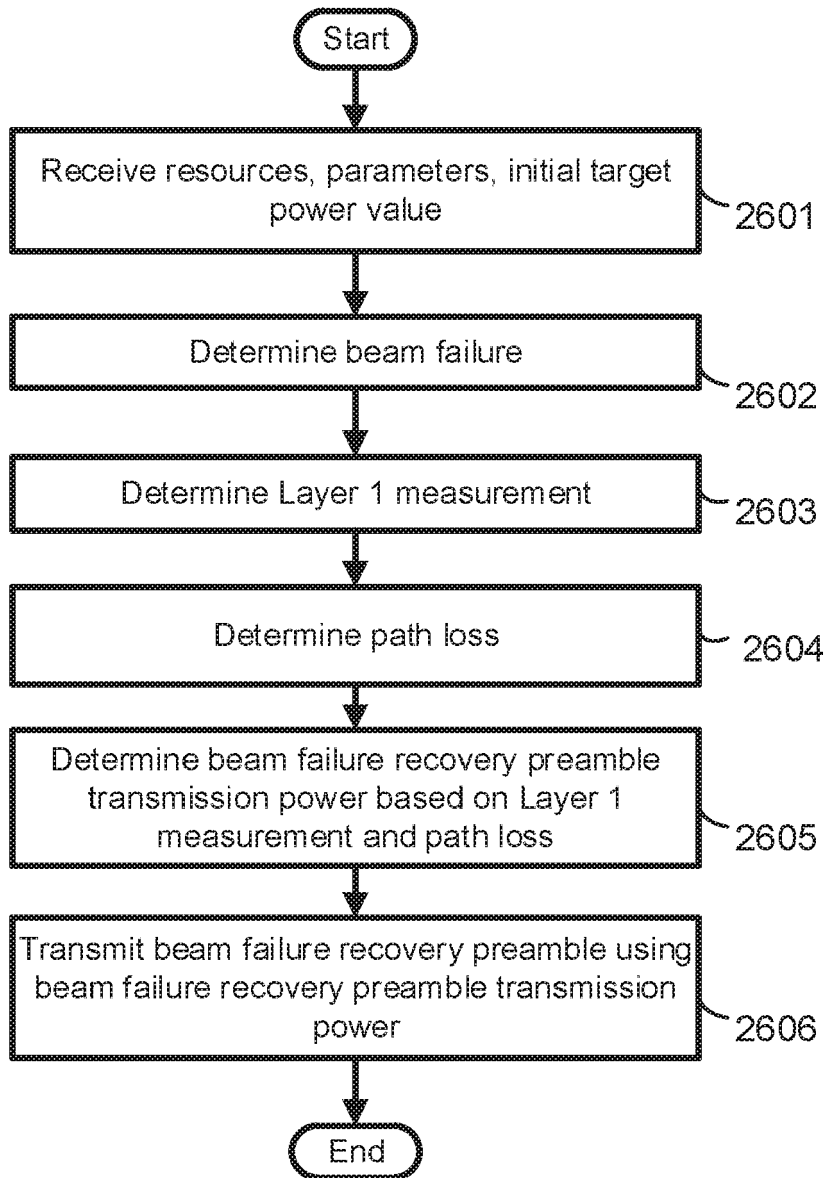 Start
Receive resources, parameters, initial target
power value
2601
Determine beam failure
2602
Determine Layer 1 measurement
2603
Determine path loss
2604
Determine beam failure recovery preamble
transmission power based on Layer 1
measurement and path loss
2605
Transmit beam failure recovery preamble using
beam failure recovery preamble transmission
power
2606
End